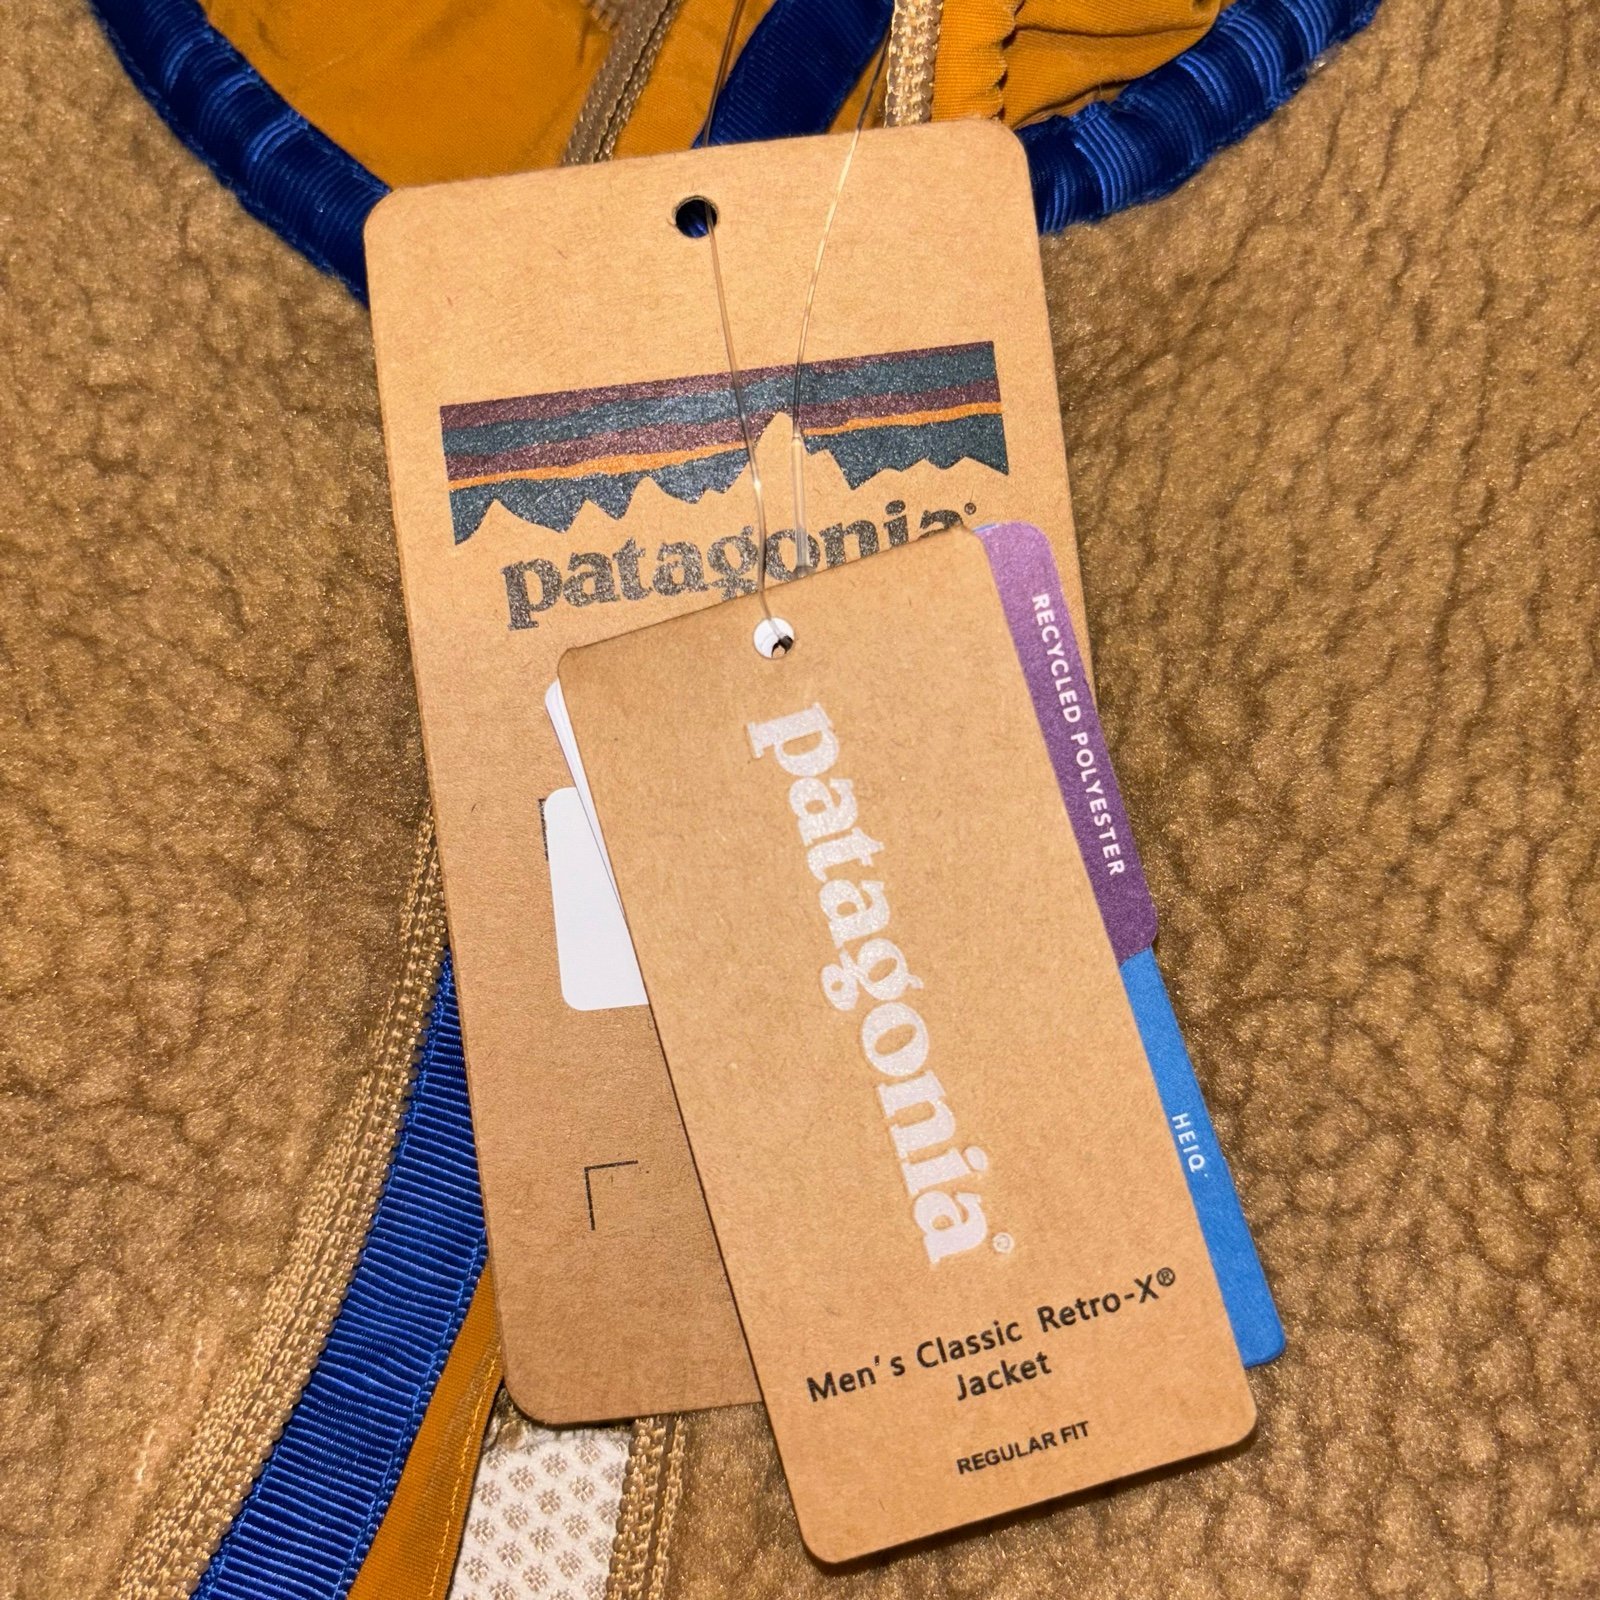 patagonia®
patagonia®
RECYCLED POLYESTER
HEIQ
Men's Classic Retro-X®
Jacket
REGULAR FIT